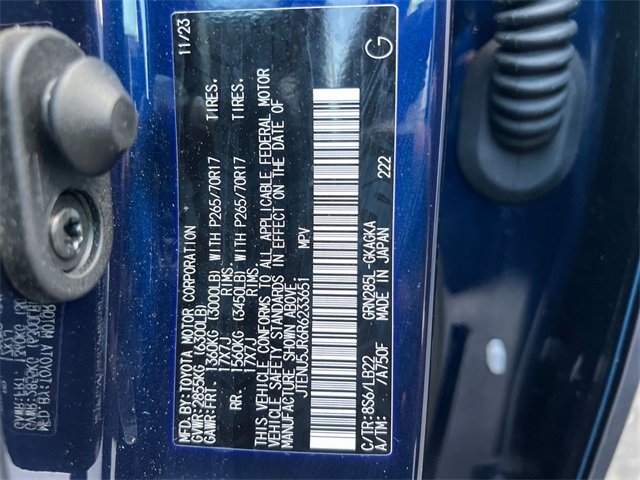 MFD.BY:TOYOTA MOTOR CORPORATION 11/23
GVWR:2855KG (6300LB)
GAWR:FRT. 1360KG (3000LB) WITH P265/70R17 TIRES.
17X7J RIMS.
RR. 1560KG (3450LB) WITH P265/70R17 TIRES.
17X7J RIMS.
THIS VEHICLE CONFORMS TO ALL APPLICABLE FEDERAL MOTOR
VEHICLE SAFETY STANDARDS IN EFFECT ON THE DATE OF
MANUFACTURE SHOWN ABOVE.
MPV
222
C/TR:8S6/LB22 GRN285L-GKAGKA
A/TM: /A750F MADE IN JAPAN
G